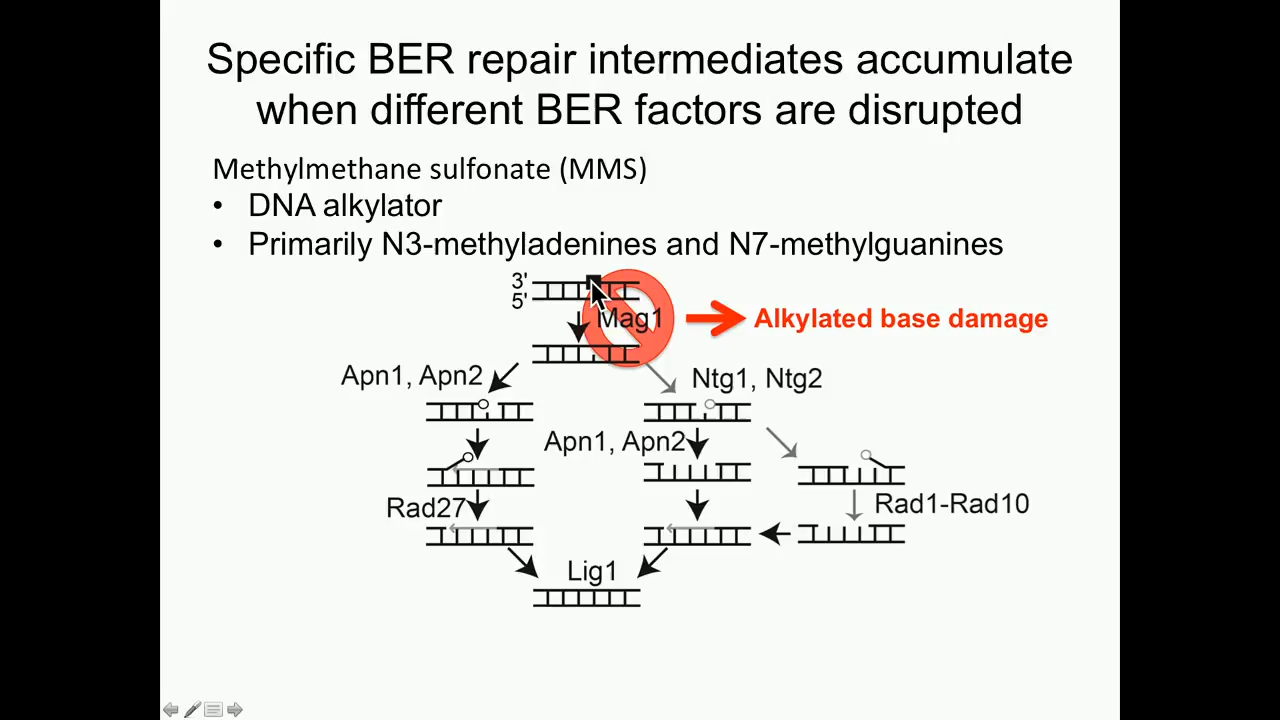 Specific BER repair intermediates accumulate
when different BER factors are disrupted
Methylmethane sulfonate (MMS)
• DNA alkylator
• Primarily N3-methyladenines and N7-methylguanines
3'
5'
Mag1
Alkylated base damage
Apn1, Apn2
Ntg1, Ntg2
Apn1, Apn2
Rad27
Rad1-Rad10
Lig1